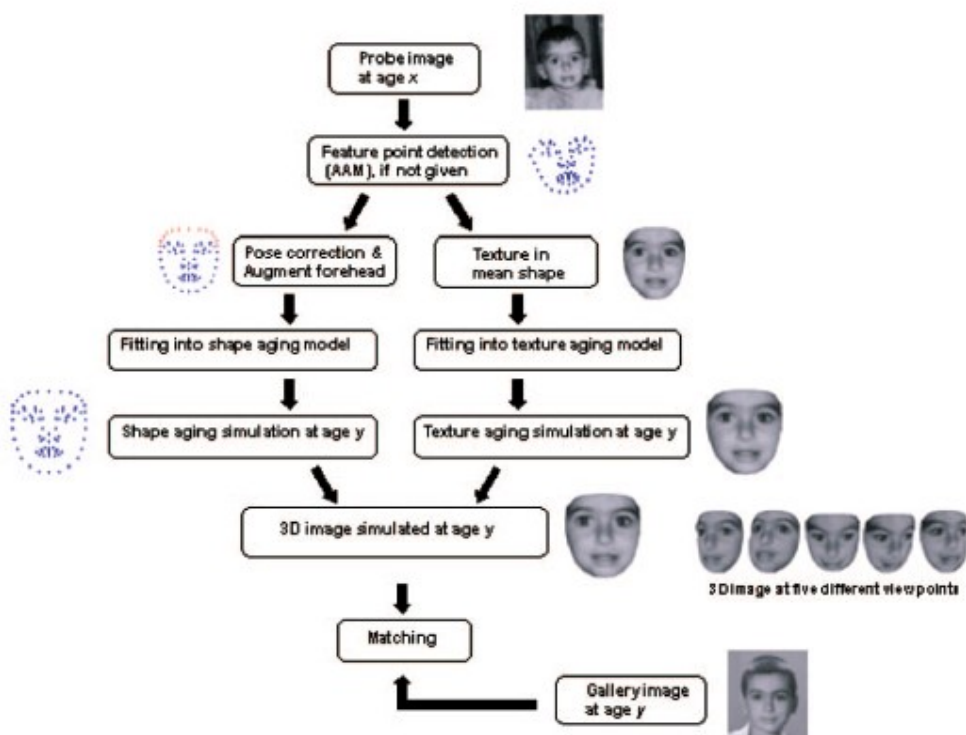 Probe image
at age x
Feature point detection
(AAM), if not given
Pose correction &
Augment forehead
Texture in
mean shape
Fitting into shape aging model
Fitting into texture aging model
Shape aging simulation at age y
Texture aging simulation at age y
3D image simulated at age y
3D image at five different viewpoints
Matching
Gallery image
at age y